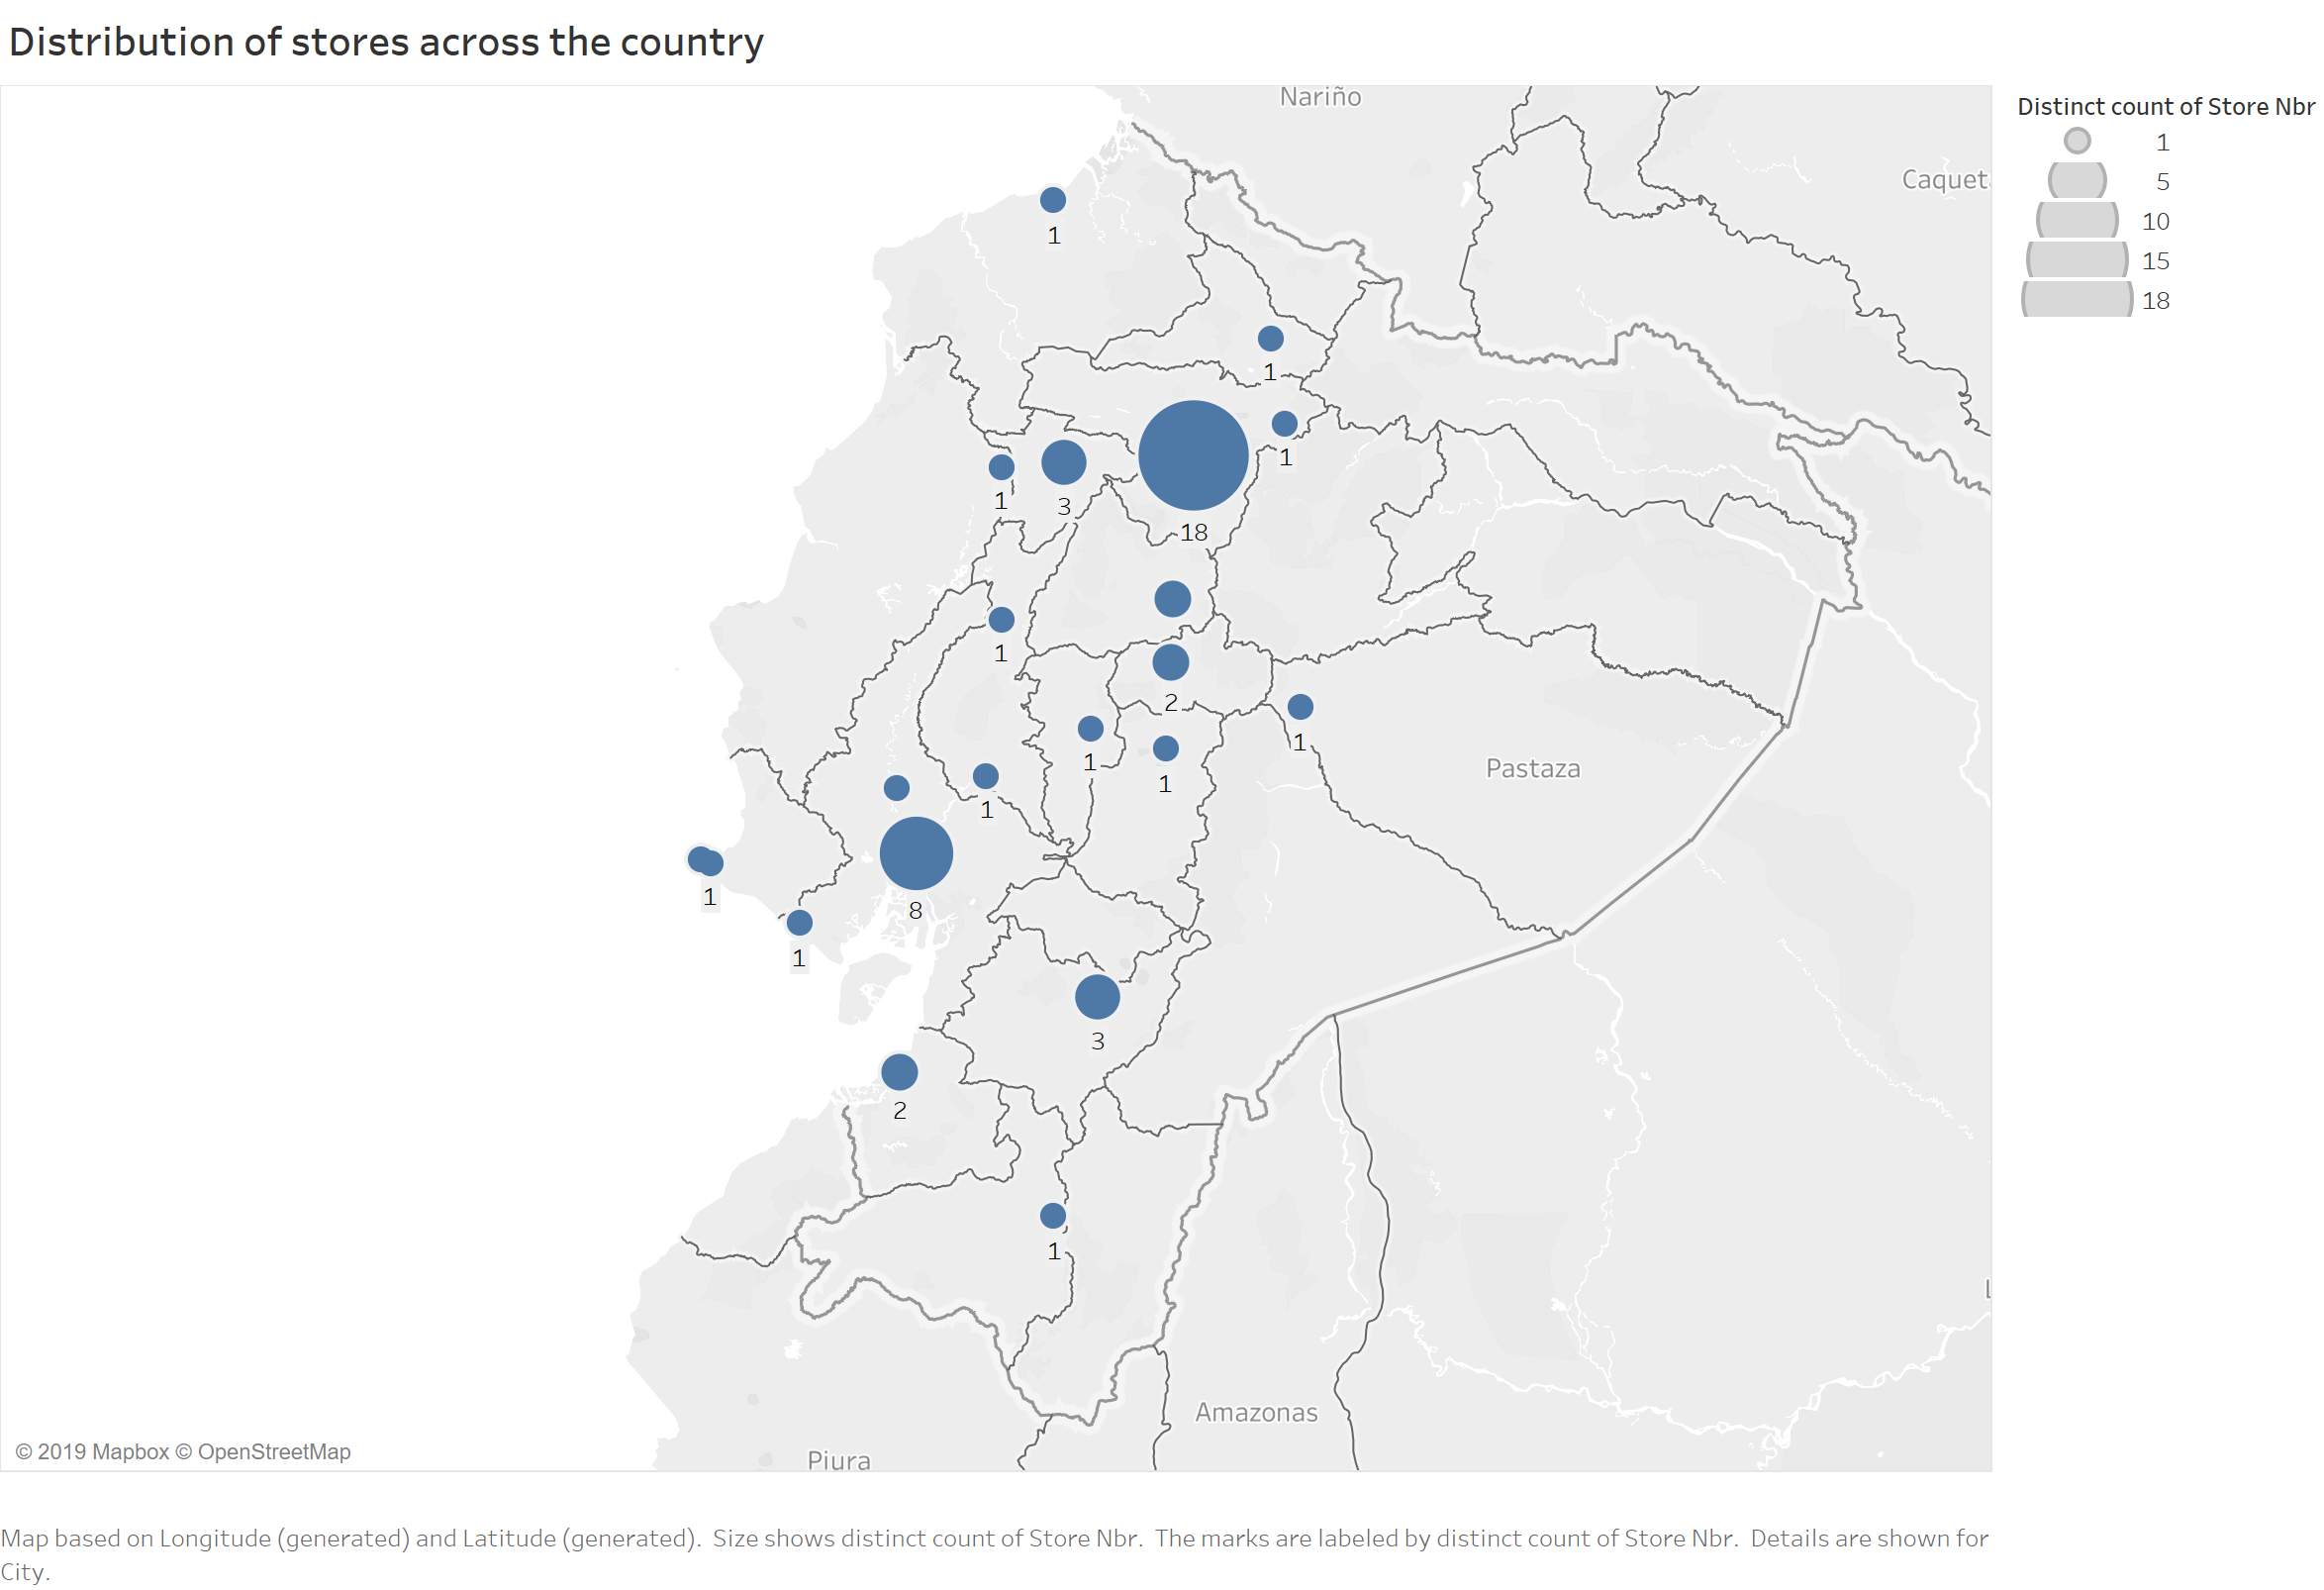 Distribution of stores across the country
Nariño
Distinct count of Store Nbr
1
5
10
15
18
Caquet
1
1
1
1
3
18
1
2
1
1
1
1
1
8
1
3
2
1
Pastaza
Amazonas
Piura
© 2019 Mapbox © OpenStreetMap
Map based on Longitude (generated) and Latitude (generated).  Size shows distinct count of Store Nbr.  The marks are labeled by distinct count of Store Nbr.  Details are shown for
City.